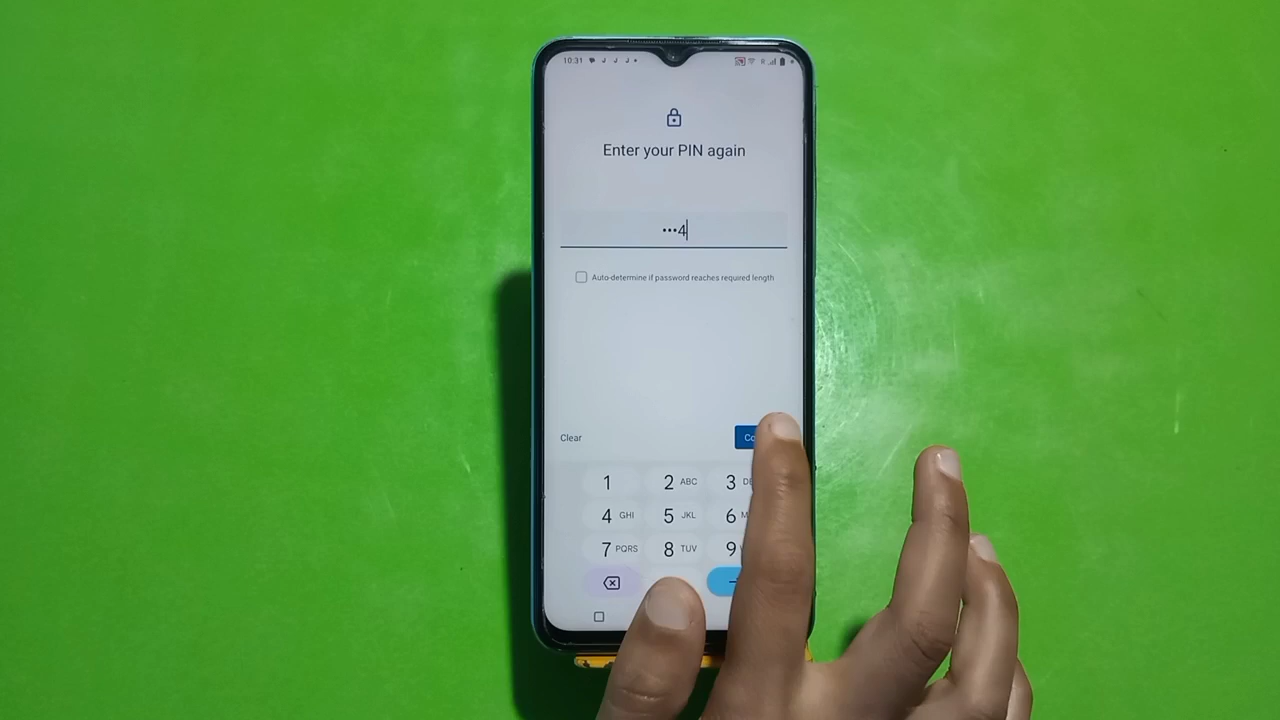 10:31
R
Enter your PIN again
•••4
Auto-determine if password reaches required length
Clear
1 2 ABC 3
4 GHI 5 JKL 6
7 PQRS 8 TUV 9